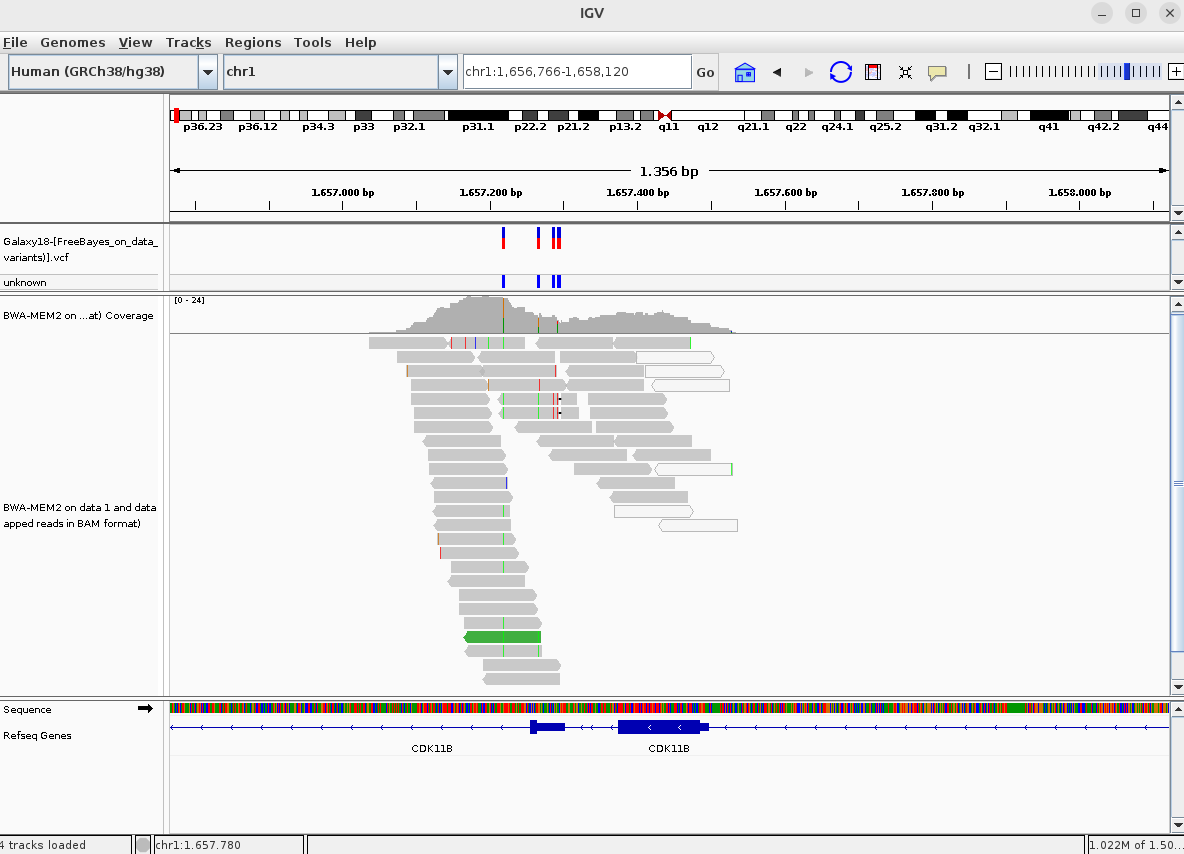 IGV
File Genomes View Tracks Regions Tools Help
Human (GRCh38/hg38) chr1 chr1:1,656,766-1,658,120 Go
p36.23 p36.12 p34.3 p33 p32.1 p31.1 p22.2 p21.2 p13.2 q11 q12 q21.1 q22 q24.1 q25.2 q31.2 q32.1 q41 q42.2 q44
1.356 bp
1.657.000 bp 1.657.200 bp 1.657.400 bp 1.657.600 bp 1.657.800 bp 1.658.000 bp
Galaxy18-[FreeBayes_on_data_
variants)].vcf
unknown
[0 - 24]
BWA-MEM2 on ...at) Coverage
BWA-MEM2 on data 1 and data
apped reads in BAM format)
Sequence
Refseq Genes
CDK11B CDK11B
4 tracks loaded chr1:1.657.780 1.022M of 1.50...